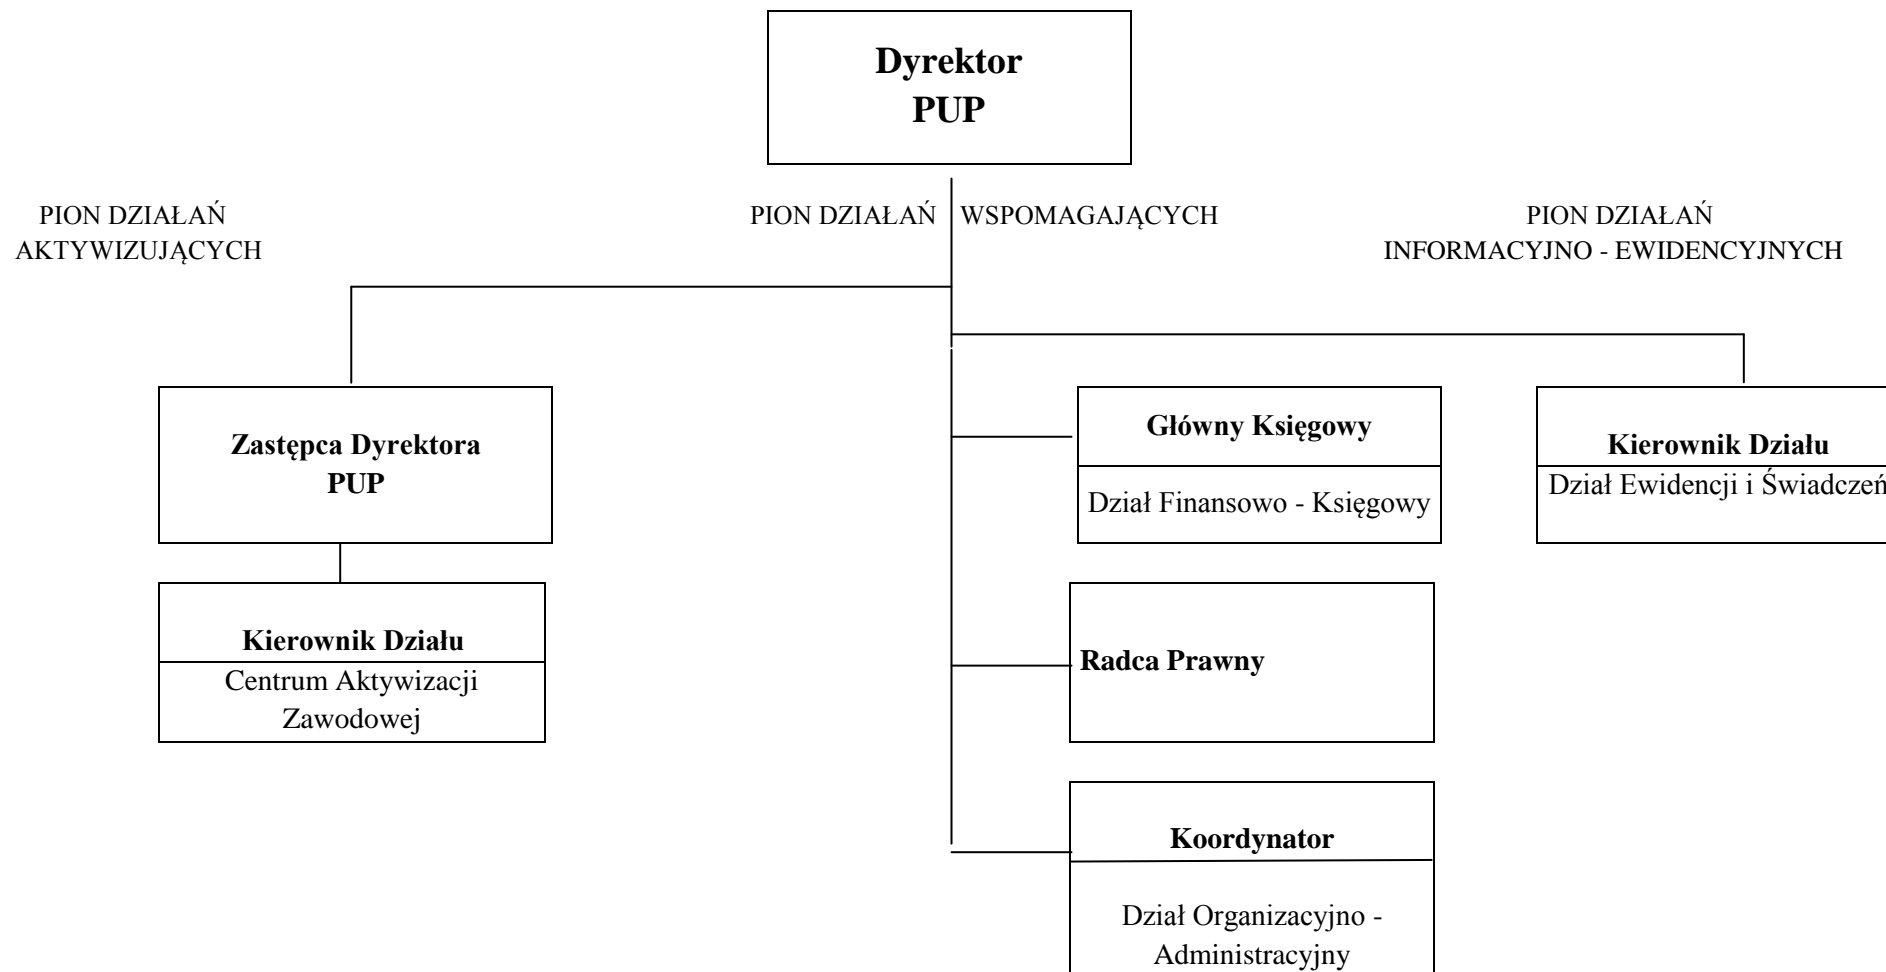 Dyrektor
PUP
PION DZIAŁAŃ
AKTYWIZUJĄCYCH
PION DZIAŁAŃ WSPOMAGAJĄCYCH
PION DZIAŁAŃ
INFORMACYJNO - EWIDENCYJNYCH
Zastępca Dyrektora
PUP
Główny Księgowy
Dział Finansowo - Księgowy
Kierownik Działu
Dział Ewidencji i Świadczeń
Kierownik Działu
Centrum Aktywizacji
Zawodowej
Radca Prawny
Koordynator
Dział Organizacyjno -
Administracyjny